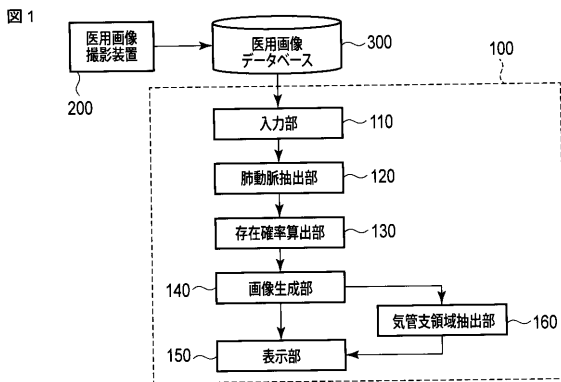 図1
医用画像
撮影装置
200
医用画像
データベース
300
100
入力部
110
肺動脈抽出部
120
存在確率算出部
130
画像生成部
140
気管支領域抽出部
160
表示部
150